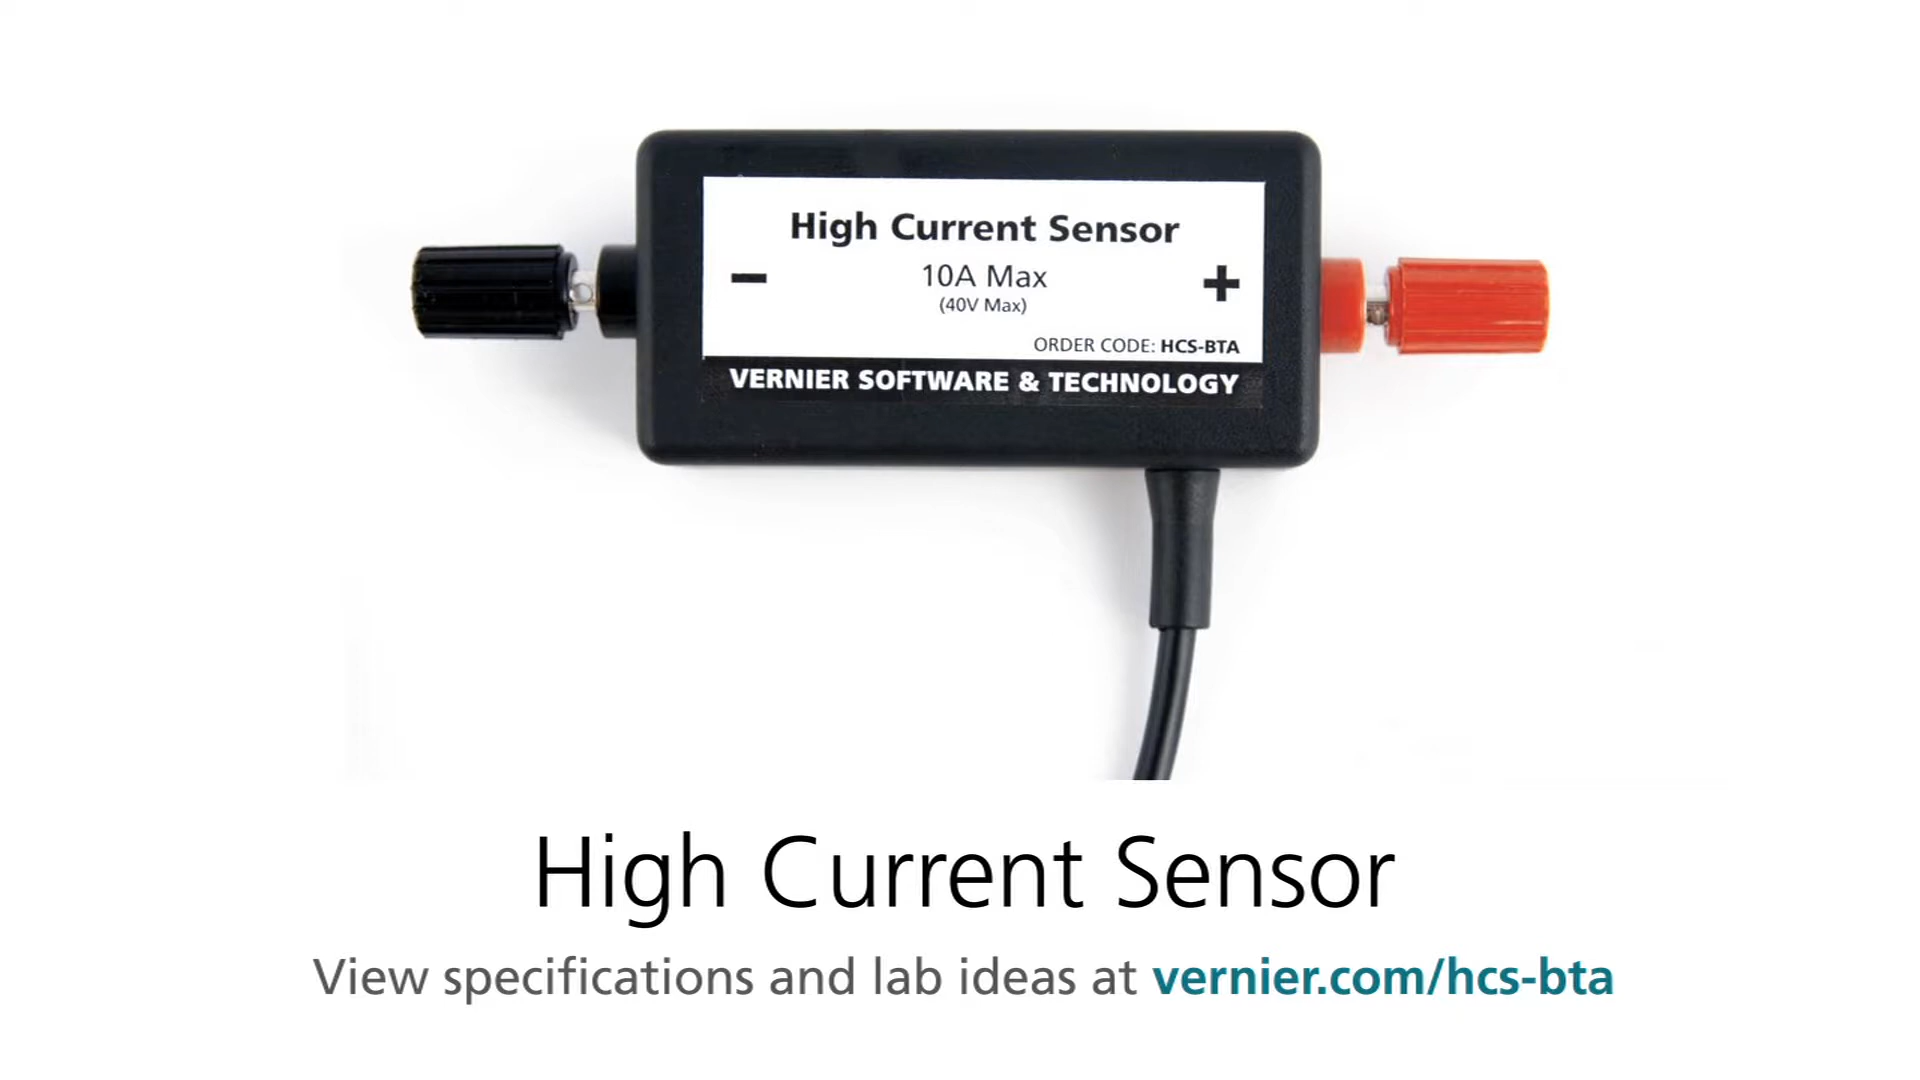 High Current Sensor
− 10A Max +
(40V Max)
ORDER CODE: HCS-BTA
VERNIER SOFTWARE & TECHNOLOGY
High Current Sensor
View specifications and lab ideas at vernier.com/hcs-bta